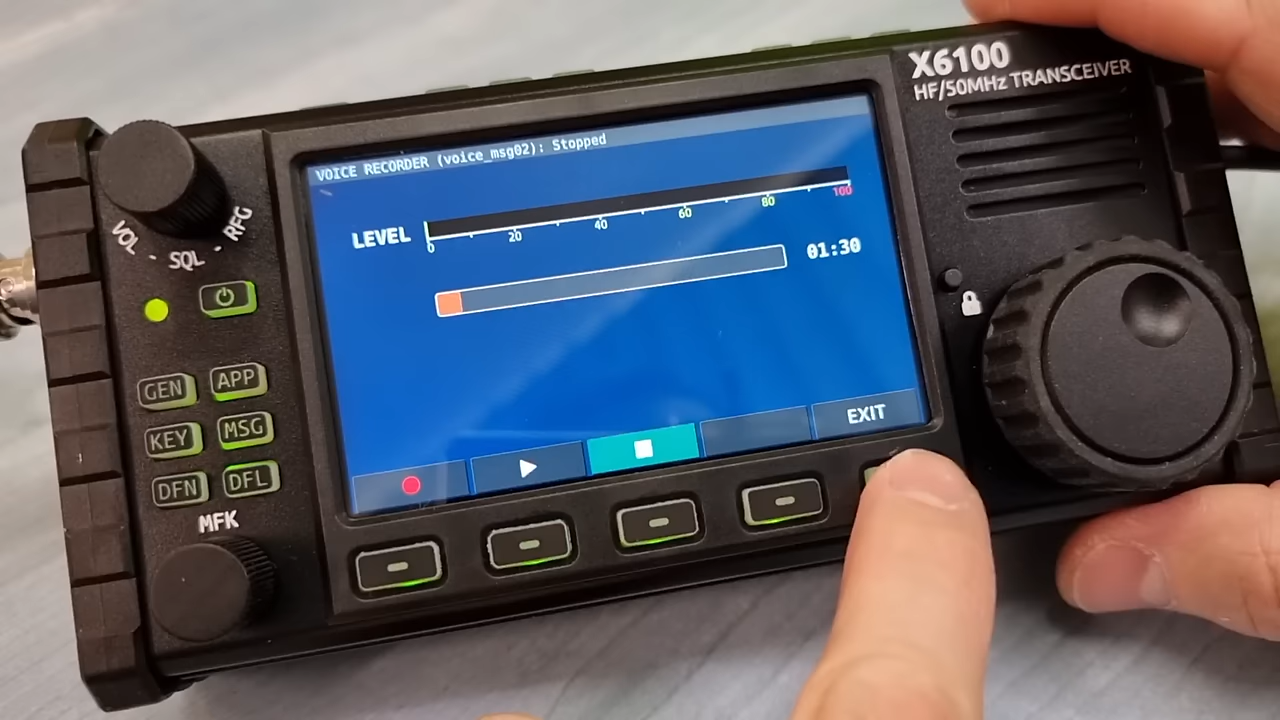 X6100
HF/50MHz TRANSCEIVER
VOICE RECORDER (voice_msg02): Stopped
LEVEL
0 20 40 60 80 100
01:30
EXIT
VOL - SQL - RFG
GEN APP
KEY MSG
DFN DFL
MFK